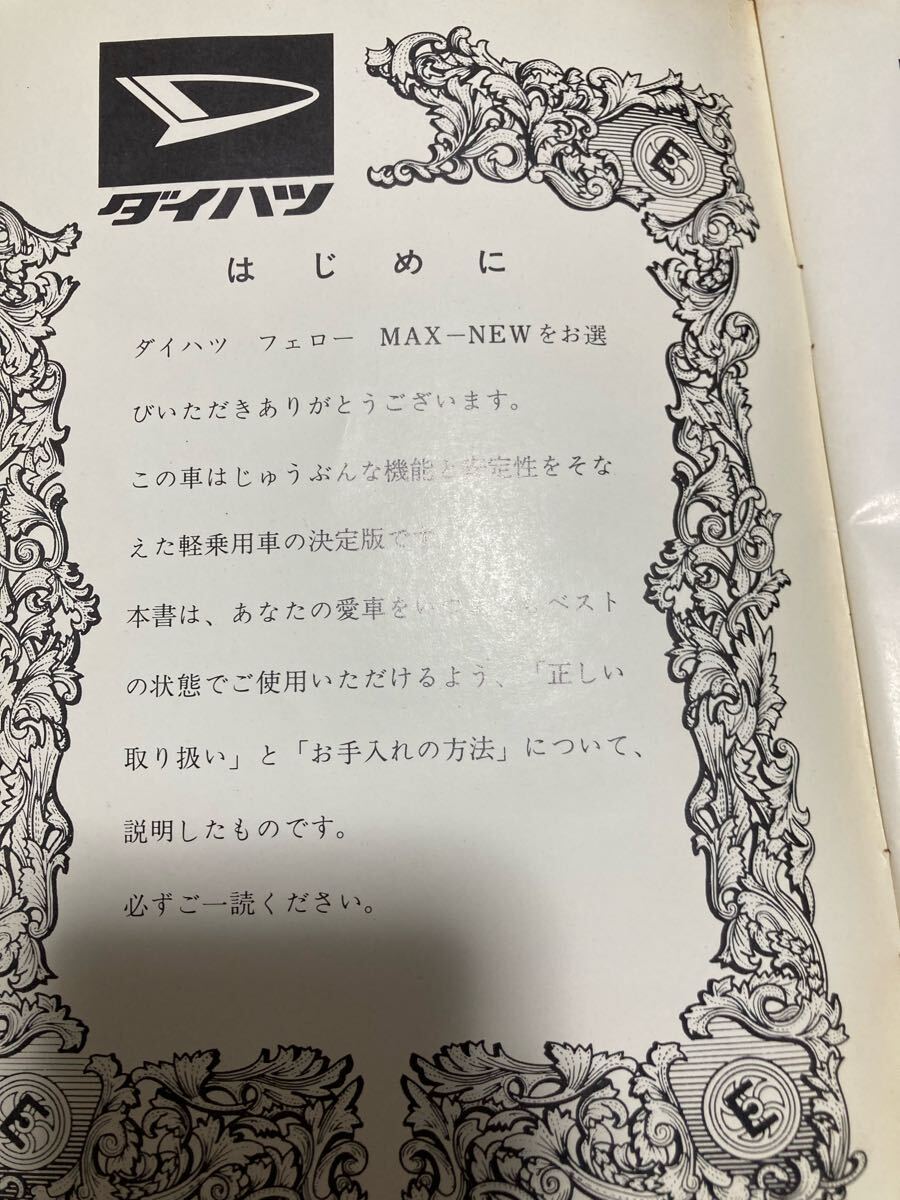 ダイハツ
はじめに
ダイハツ フェロー MAX-NEWをお選
びいただきありがとうございます。
この車はじゅうぶんな機能と安定性をそな
えた軽乗用車の決定版です
本書は、あなたの愛車をいつ もベスト
の状態でご使用いただけるよう、「正しい
取り扱い」と「お手入れの方法」について、
説明したものです。
必ずご一読ください。
E
E
E